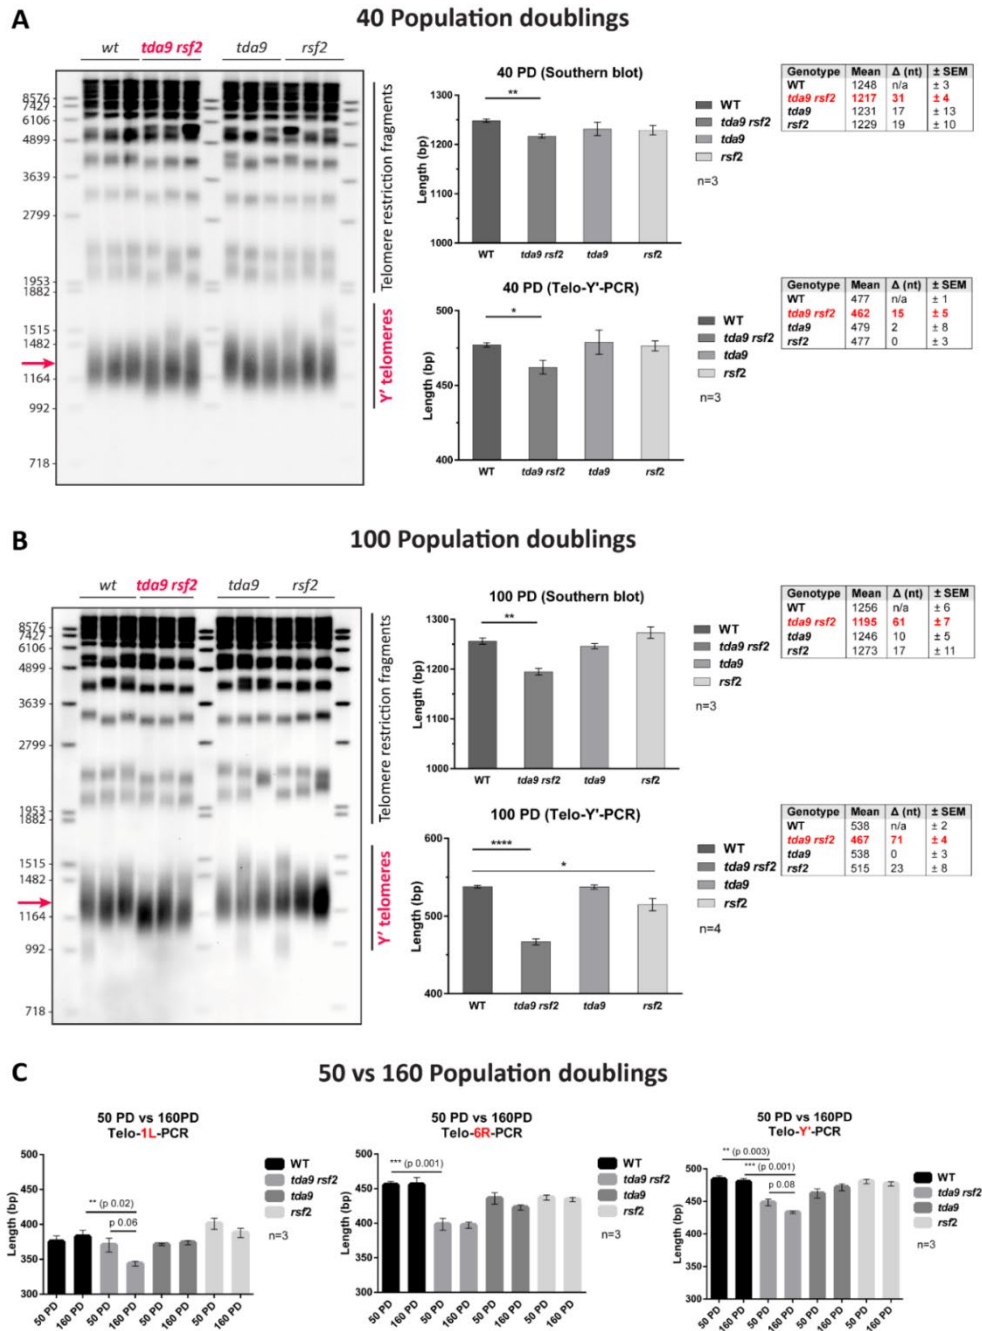 A
40 Population doublings
wt tda9 rsf2 tda9 rsf2
8576
7427
6106
4899
3639
2799
1953
1882
1515
1482
1164
992
718
Telomere restriction fragments
Y' telomeres
40 PD (Southern blot)
Length (bp)
1300
1200
1100
1000
**
WT tda9 rsf2 tda9 rsf2
WT
tda9 rsf2
tda9
rsf2
n=3
Genotype Mean Δ (nt) ± SEM
WT 1248 n/a ± 3
tda9 rsf2 1217 31 ± 4
tda9 1231 17 ± 13
rsf2 1229 19 ± 10
40 PD (Telo-Y'-PCR)
Length (bp)
500
450
400
*
WT tda9 rsf2 tda9 rsf2
WT
tda9 rsf2
tda9
rsf2
n=3
Genotype Mean Δ (nt) ± SEM
WT 477 n/a ± 1
tda9 rsf2 462 15 ± 5
tda9 479 2 ± 8
rsf2 477 0 ± 3
B
100 Population doublings
wt tda9 rsf2 tda9 rsf2
8576
7427
6106
4899
3639
2799
1953
1882
1515
1482
1164
992
718
Telomere restriction fragments
Y' telomeres
100 PD (Southern blot)
Length (bp)
1300
1200
1100
1000
**
WT tda9 rsf2 tda9 rsf2
WT
tda9 rsf2
tda9
rsf2
n=3
Genotype Mean Δ (nt) ± SEM
WT 1256 n/a ± 6
tda9 rsf2 1195 61 ± 7
tda9 1246 10 ± 5
rsf2 1273 17 ± 11
100 PD (Telo-Y'-PCR)
Length (bp)
600
500
400
****
*
WT tda9 rsf2 tda9 rsf2
WT
tda9 rsf2
tda9
rsf2
n=4
Genotype Mean Δ (nt) ± SEM
WT 538 n/a ± 2
tda9 rsf2 467 71 ± 4
tda9 538 0 ± 3
rsf2 515 23 ± 8
C
50 vs 160 Population doublings
50 PD vs 160PD
Telo-1L-PCR
Length (bp)
500
450
400
350
300
** (p 0.02)
p 0.06
50 PD 160 PD 50 PD 160 PD 50 PD 160 PD 50 PD 160 PD
WT
tda9 rsf2
tda9
rsf2
n=3
50 PD vs 160PD
Telo-6R-PCR
Length (bp)
500
450
400
350
300
*** (p 0.001)
50 PD 160 PD 50 PD 160 PD 50 PD 160 PD 50 PD 160 PD
WT
tda9 rsf2
tda9
rsf2
n=3
50 PD vs 160PD
Telo-Y'-PCR
Length (bp)
500
450
400
350
300
** (p 0.003)
*** (p 0.001)
p 0.08
50 PD 160 PD 50 PD 160 PD 50 PD 160 PD 50 PD 160 PD
WT
tda9 rsf2
tda9
rsf2
n=3